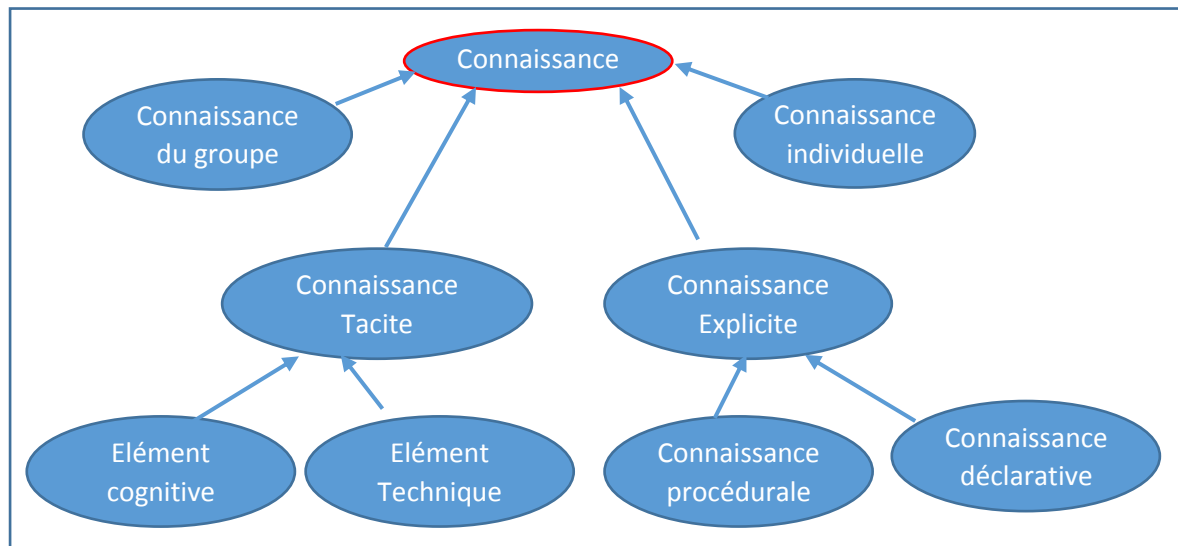 Connaissance
Connaissance
du groupe
Connaissance
individuelle
Connaissance
Tacite
Connaissance
Explicite
Elément
cognitive
Elément
Technique
Connaissance
procédurale
Connaissance
déclarative